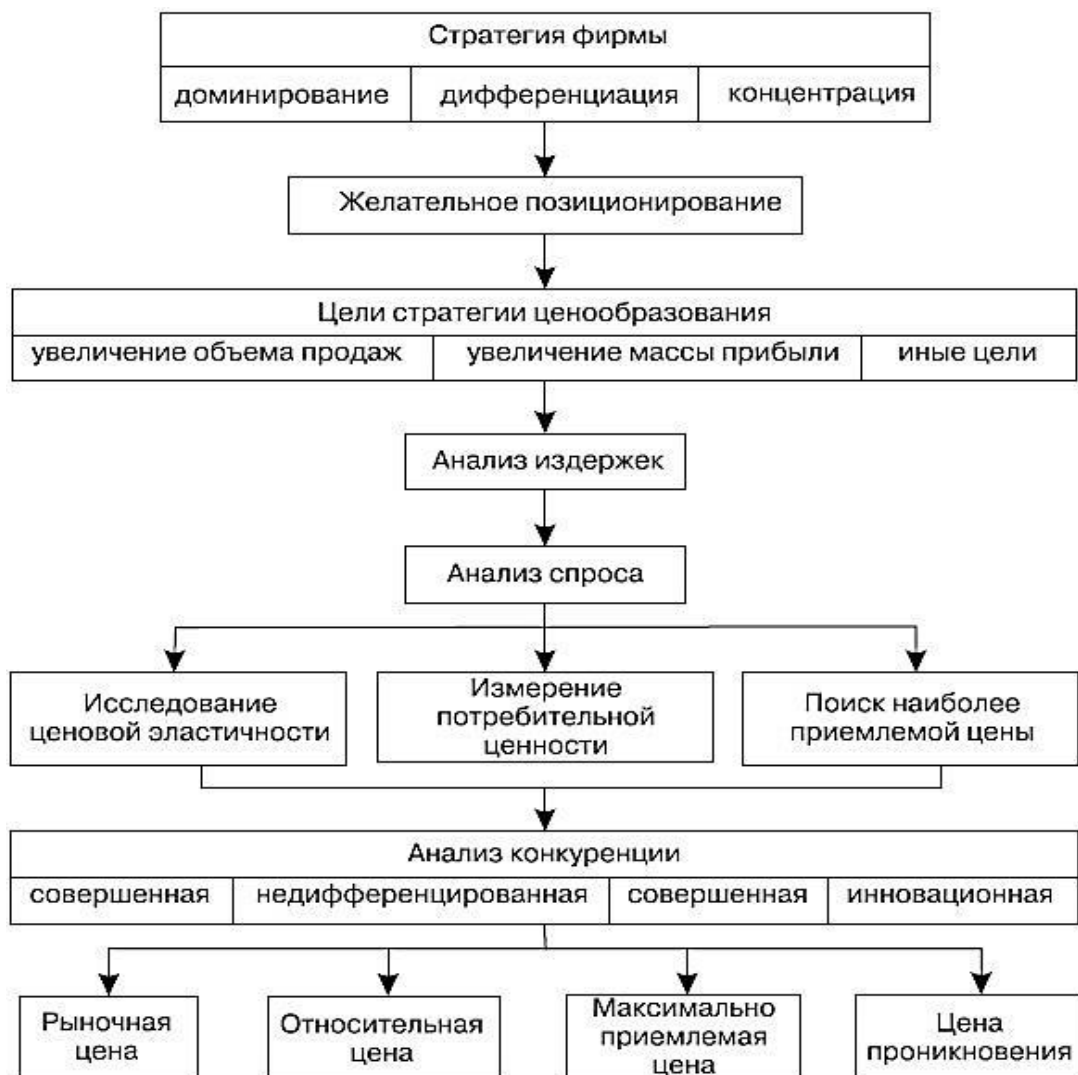 Стратегия фирмы
доминирование дифференциация концентрация
Желательное позиционирование
Цели стратегии ценообразования
увеличение объема продаж увеличение массы прибыли иные цели
Анализ издержек
Анализ спроса
Исследование
ценовой эластичности
Измерение
потребительной
ценности
Поиск наиболее
приемлемой цены
Анализ конкуренции
совершенная недифференцированная совершенная инновационная
Рыночная
цена
Относительная
цена
Максимально
приемлемая
цена
Цена
проникновения